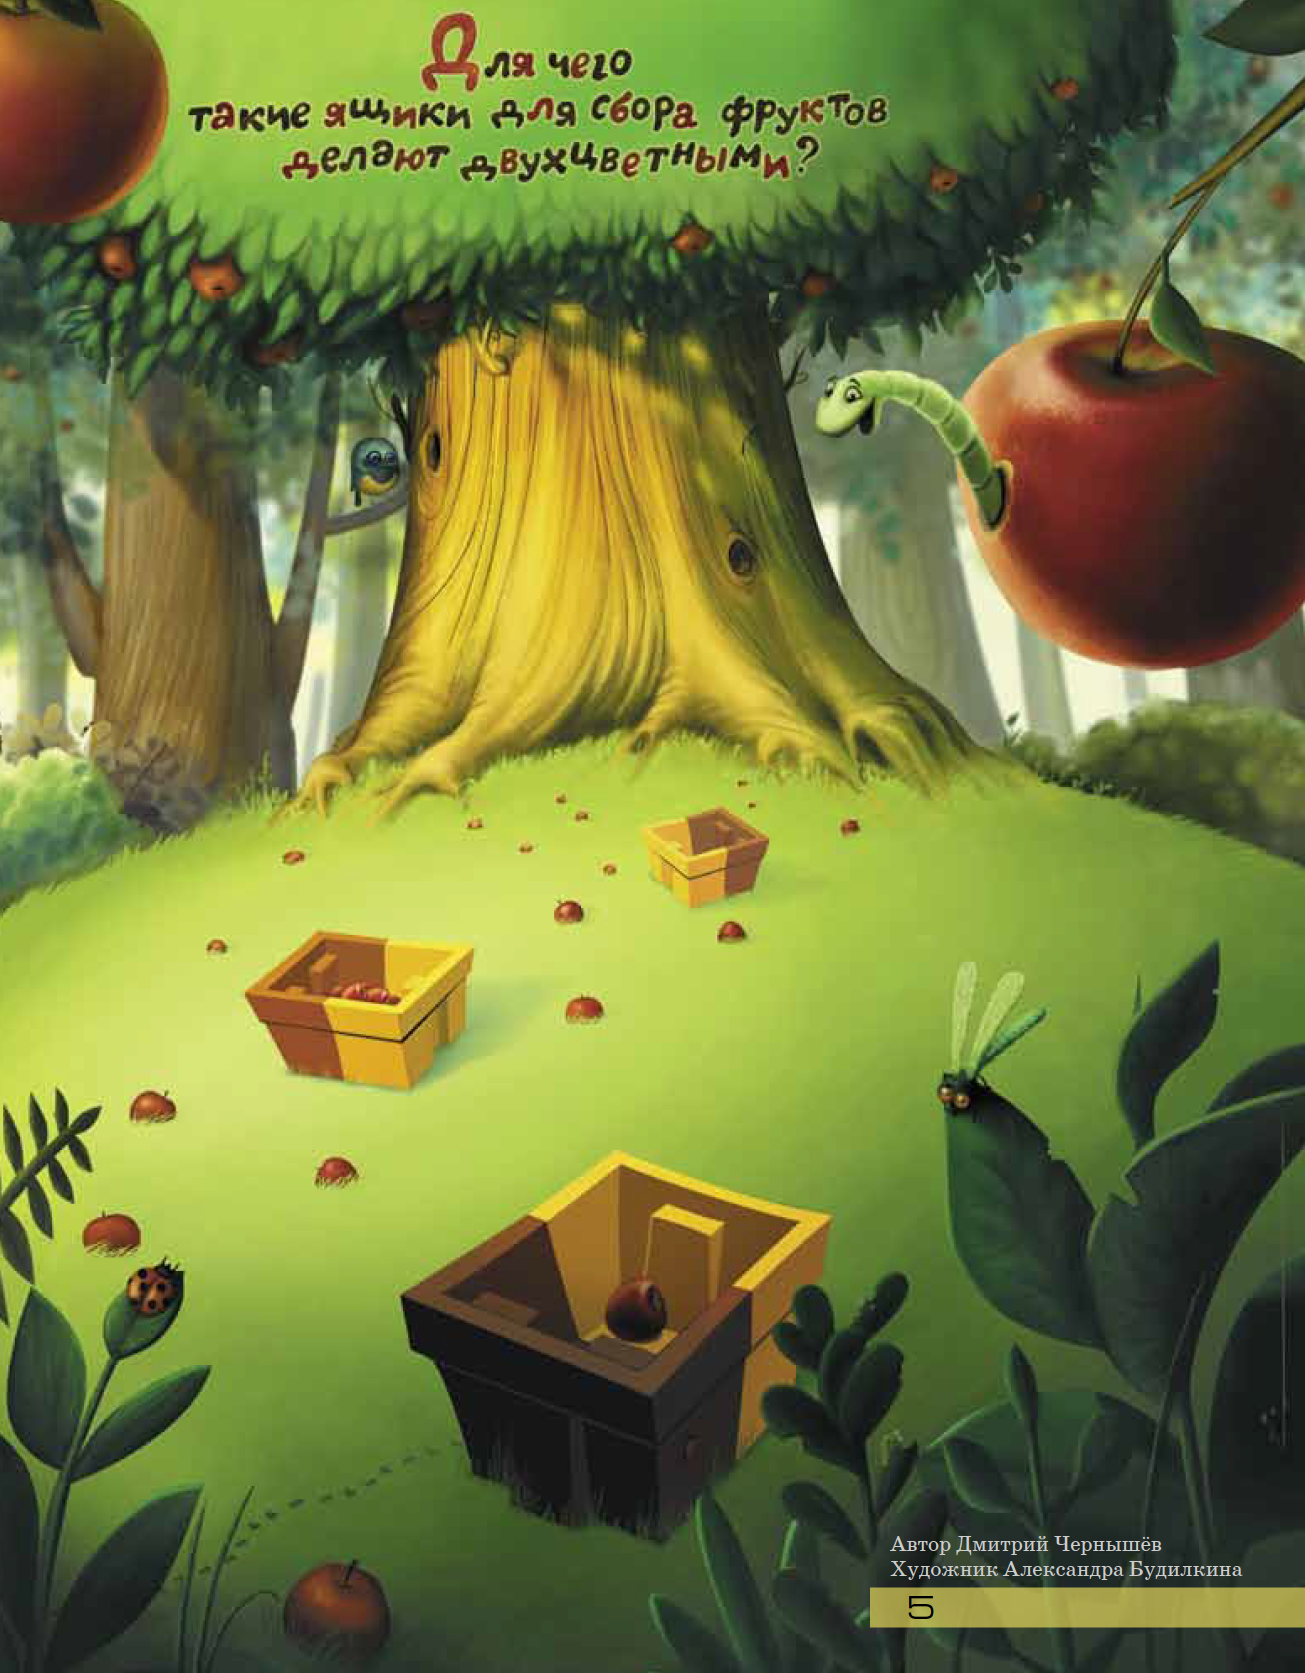 Для чего
такие ящики для сбора фруктов
делают двухцветными?
Автор Дмитрий Чернышёв
Художник Александра Будилкина
5